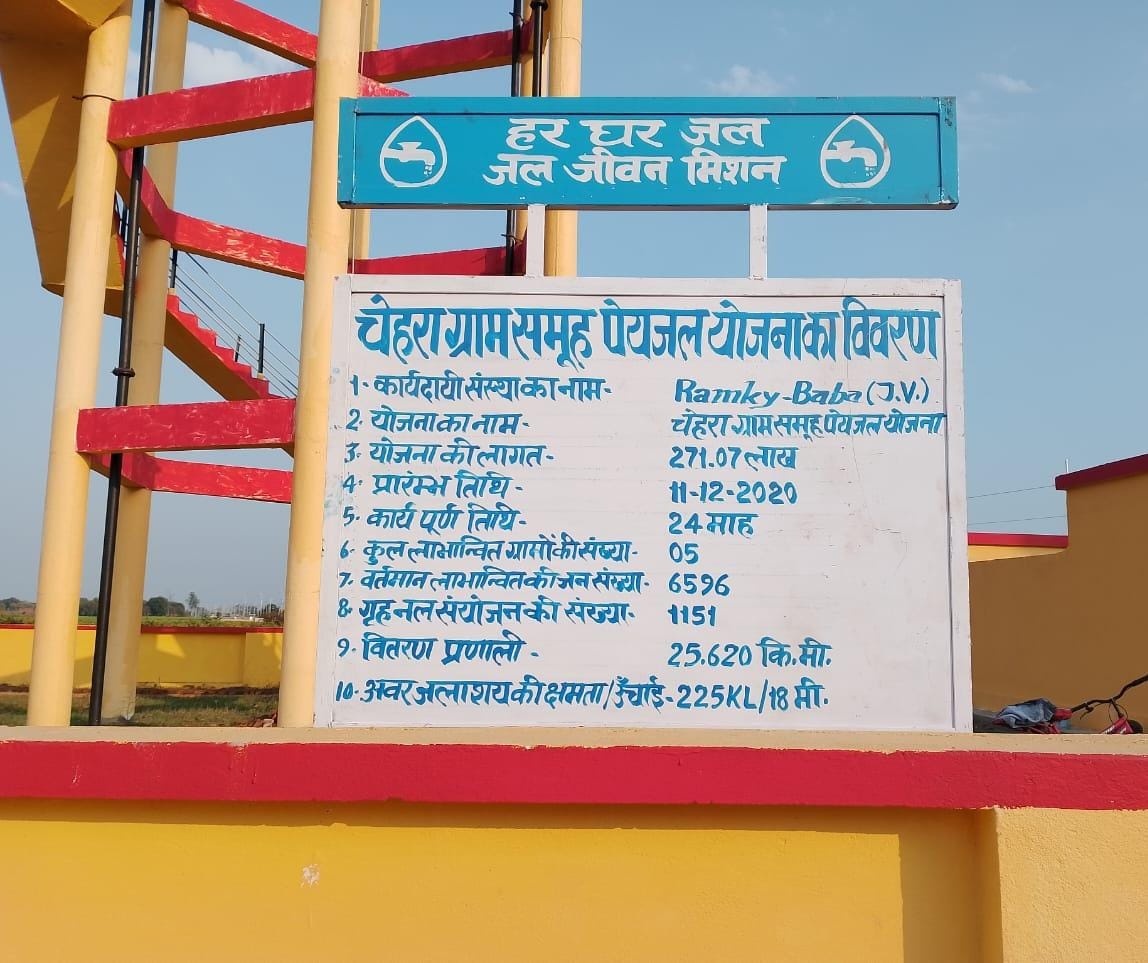 हर घर जल
जल जीवन मिशन
चेहरा ग्राम समूह पेयजल योजना का विवरण
1- कार्यदायी संस्था का नाम- Ramky-Baba (J.V.)
2- योजना का नाम- चेहरा ग्राम समूह पेयजल योजना
3- योजना की लागत- 271.07 लाख
4- प्रारंम्भ तिथि- 11-12-2020
5- कार्य पूर्ण तिथि- 24 माह
6- कुल लाभान्वित ग्रामों की संख्या- 05
7- वर्तमान लाभान्वित की जन संख्या- 6596
8- गृह नल संयोजन की संख्या- 1151
9- वितरण प्रणाली- 25.620 कि.मी.
10- अवर जलाशय की क्षमता/ऊँचाई- 225KL/18 मी.